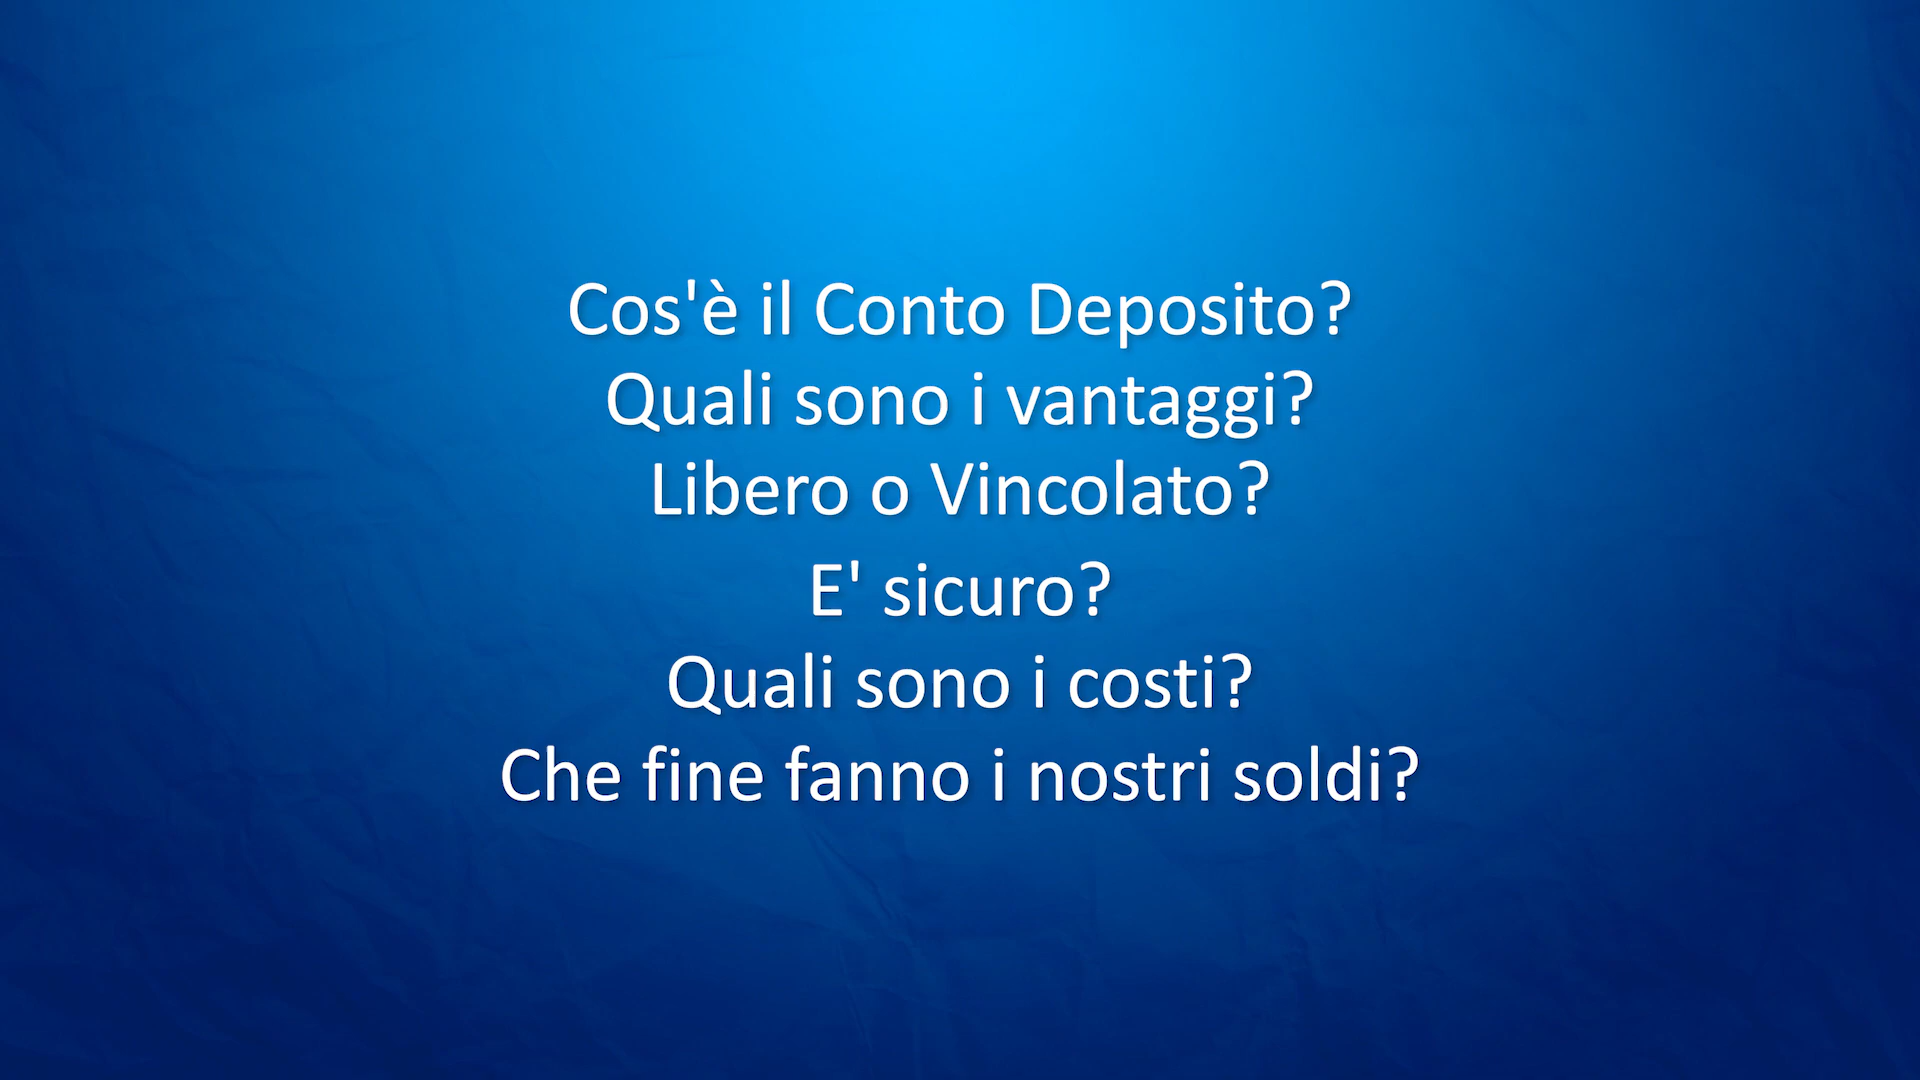 Cos'è il Conto Deposito?
Quali sono i vantaggi?
Libero o Vincolato?
E' sicuro?
Quali sono i costi?
Che fine fanno i nostri soldi?